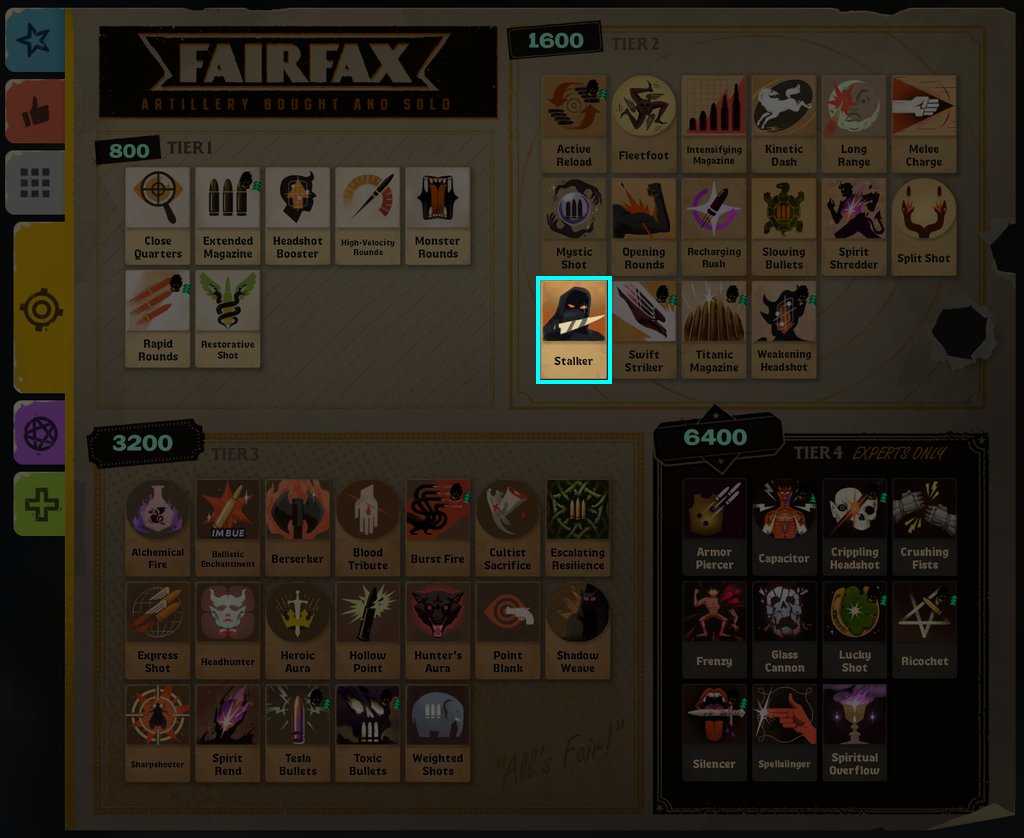 FAIRFAX
ARTILLERY BOUGHT AND SOLD
800 TIER 1
Close
Quarters
Extended
Magazine
Headshot
Booster
High-Velocity
Rounds
Monster
Rounds
Rapid
Rounds
Restorative
Shot
1600 TIER 2
Active
Reload
Fleetfoot
Intensifying
Magazine
Kinetic
Dash
Long
Range
Melee
Charge
Mystic
Shot
Opening
Rounds
Recharging
Rush
Slowing
Bullets
Spirit
Shredder
Split Shot
Stalker
Swift
Striker
Titanic
Magazine
Weakening
Headshot
3200 TIER 3
Alchemical
Fire
IMBUE
Ballistic
Enchantment
Berserker
Blood
Tribute
Burst Fire
Cultist
Sacrifice
Escalating
Resilience
Express
Shot
Headhunter
Heroic
Aura
Hollow
Point
Hunter's
Aura
Point
Blank
Shadow
Weave
Sharpshooter
Spirit
Rend
Tesla
Bullets
Toxic
Bullets
Weighted
Shots
"All's Fair!"
6400 TIER 4 EXPERTS ONLY
Armor
Piercer
Capacitor
Crippling
Headshot
Crushing
Fists
Frenzy
Glass
Cannon
Lucky
Shot
Ricochet
Silencer
Spellslinger
Spiritual
Overflow